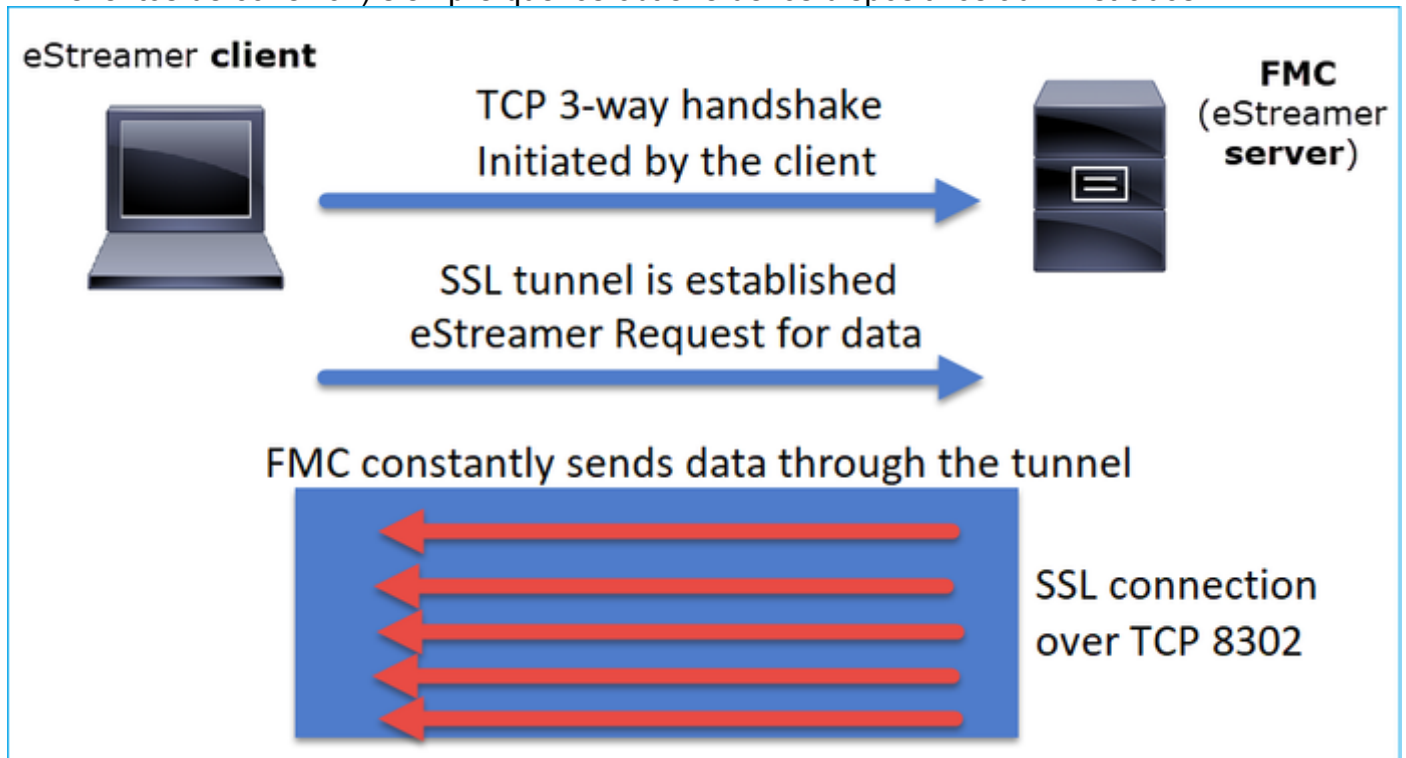 eStreamer client
FMC
(eStreamer
server)
TCP 3-way handshake
Initiated by the client
SSL tunnel is established
eStreamer Request for data
FMC constantly sends data through the tunnel
SSL connection
over TCP 8302